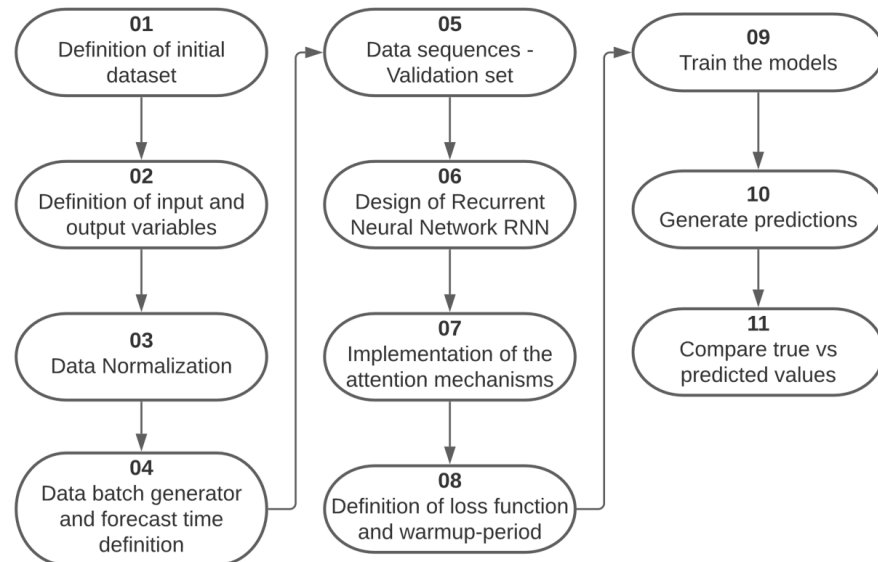 01
Definition of initial
dataset
02
Definition of input and
output variables
03
Data Normalization
04
Data batch generator
and forecast time
definition
05
Data sequences -
Validation set
06
Design of Recurrent
Neural Network RNN
07
Implementation of the
attention mechanisms
08
Definition of loss function
and warmup-period
09
Train the models
10
Generate predictions
11
Compare true vs
predicted values